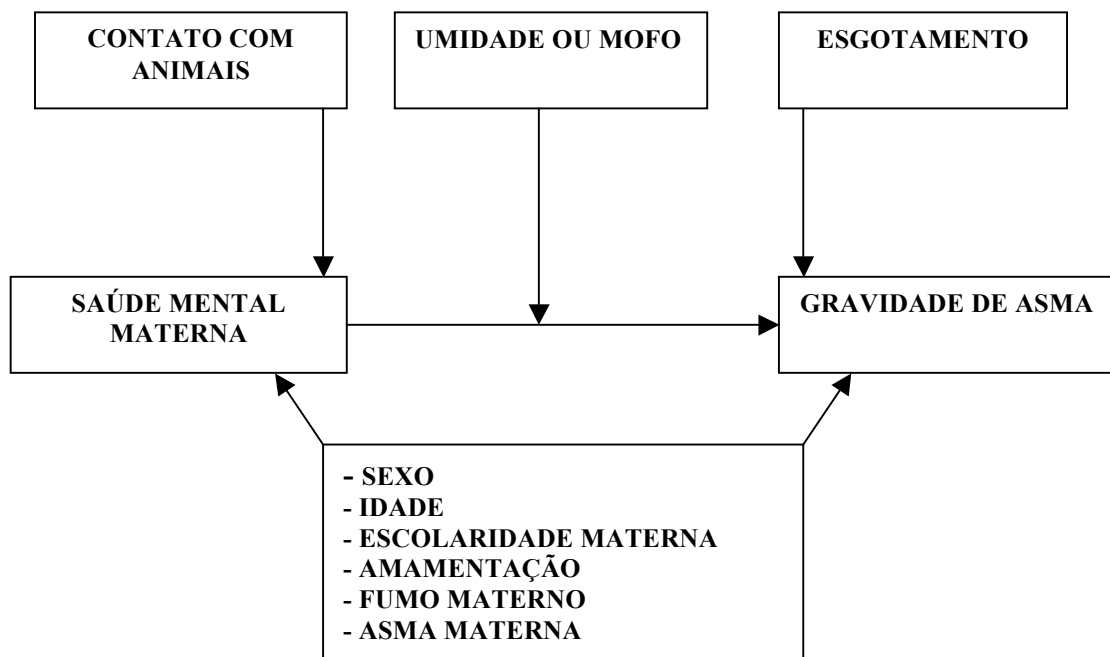 CONTATO COM
ANIMAIS
UMIDADE OU MOFO
ESGOTAMENTO
SAÚDE MENTAL
MATERNA
GRAVIDADE DE ASMA
- SEXO
- IDADE
- ESCOLARIDADE MATERNA
- AMAMENTAÇÃO
- FUMO MATERNO
- ASMA MATERNA